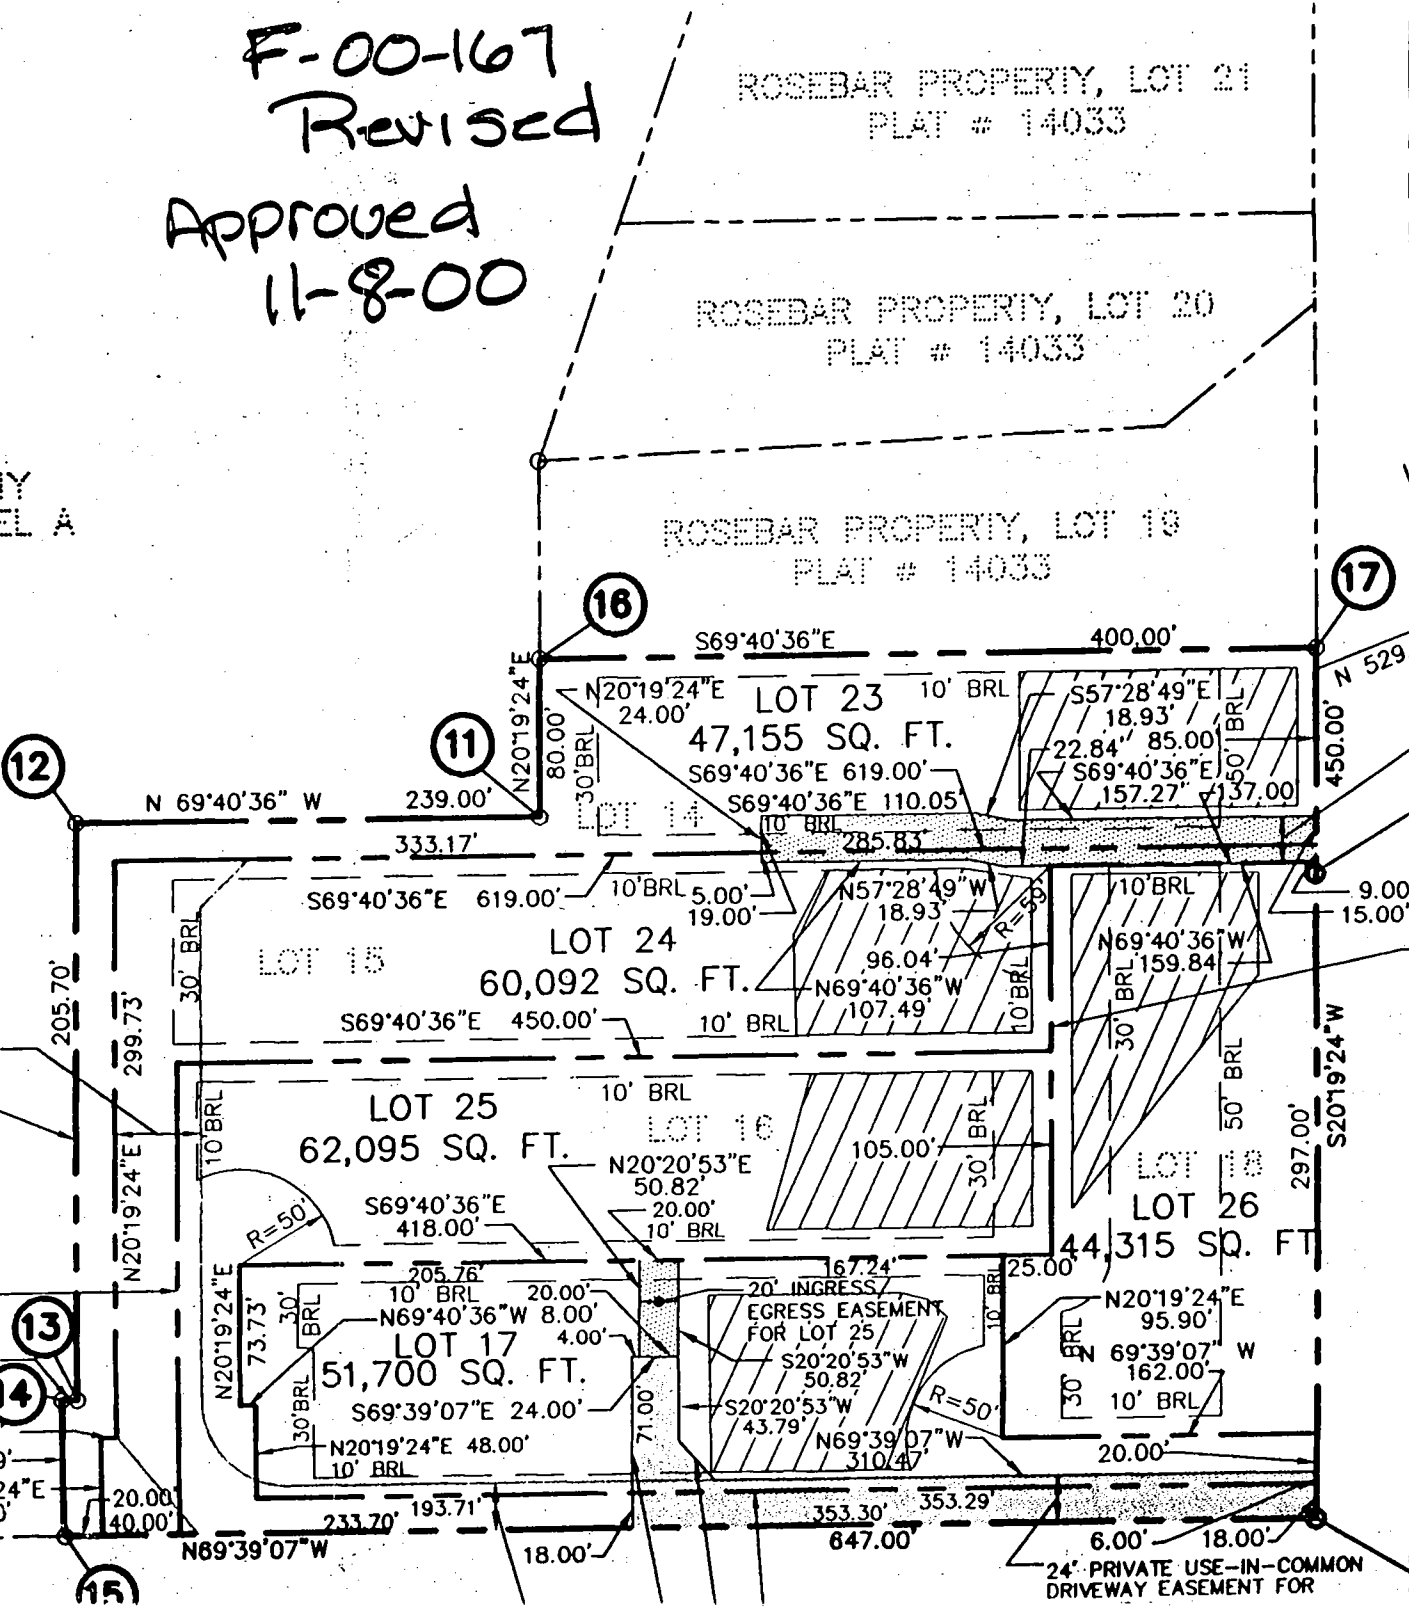 F-00-167
Revised
Approved
11-8-00
ROSEBAR PROPERTY, LOT 21
PLAT # 14033
ROSEBAR PROPERTY, LOT 20
PLAT # 14033
EL A
ROSEBAR PROPERTY, LOT 19
PLAT # 14033
17
16
S69°40'36"E
400.00'
N 529
N20°19'24"E
80.00'
N20°19'24"E
24.00'
LOT 23
47,155 SQ. FT.
10' BRL
S57°28'49"E
18.93'
22.84'
85.00'
50' BRL
450.00'
11
12
30' BRL
S69°40'36"E 619.00'
S69°40'36"E
157.27'
137.00
N 69°40'36" W
239.00'
LOT 14
S69°40'36"E 110.05'
10' BRL
333.17'
285.83'
S69°40'36"E 619.00'
10' BRL
5.00'
19.00'
N57°28'49"W
18.93'
R=59'
10' BRL
9.00
15.00'
30' BRL
LOT 15
LOT 24
60,092 SQ. FT.
96.04'
N69°40'36"W
107.49'
10' BRL
N69°40'36"W
159.84'
30' BRL
205.70'
299.73'
S69°40'36"E 450.00'
10' BRL
S20°19'24"W
50' BRL
10' BRL
LOT 25
62,095 SQ. FT.
10' BRL
LOT 16
105.00'
30' BRL
297.00'
LOT 18
LOT 26
44,315 SQ. FT
N20°19'24"E
N20°20'53"E
50.82'
20.00'
10' BRL
S69°40'36"E
418.00'
R=50'
205.76'
10' BRL
20.00'
167.24'
25.00'
20' INGRESS/
EGRESS EASEMENT
FOR LOT 25
10' BRL
N20°19'24"E
95.90'
13
N20°19'24"E
73.73'
30'
BRL
N69°40'36"W 8.00'
4.00'
LOT 17
51,700 SQ. FT.
S20°20'53"W
50.82'
30'
BRL
N 69°39'07" W
162.00'
10' BRL
14
30' BRL
S69°39'07"E 24.00'
71.00'
S20°20'53"W
43.79'
R=50'
N20°19'24"E 48.00'
10' BRL
N69°39'07"W
310.47'
20.00'
24"E
20.00'
40.00'
193.71'
233.70'
353.30'
353.29'
647.00'
N69°39'07"W
18.00'
6.00'
18.00'
15
24' PRIVATE USE-IN-COMMON
DRIVEWAY EASEMENT FOR